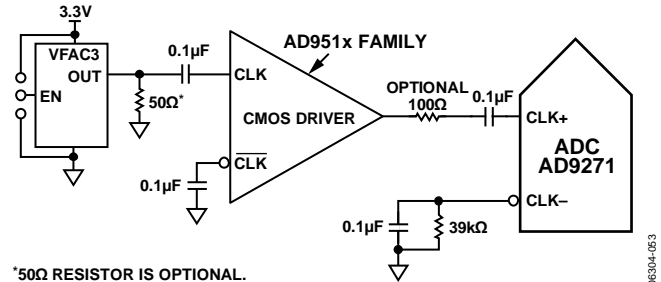 3.3V
VFAC3
OUT
EN
50Ω*
0.1µF
AD951x FAMILY
CLK
CMOS DRIVER
CLK
0.1µF
OPTIONAL
100Ω
0.1µF
CLK+
ADC
AD9271
CLK–
0.1µF
39kΩ
*50Ω RESISTOR IS OPTIONAL.
06304-053